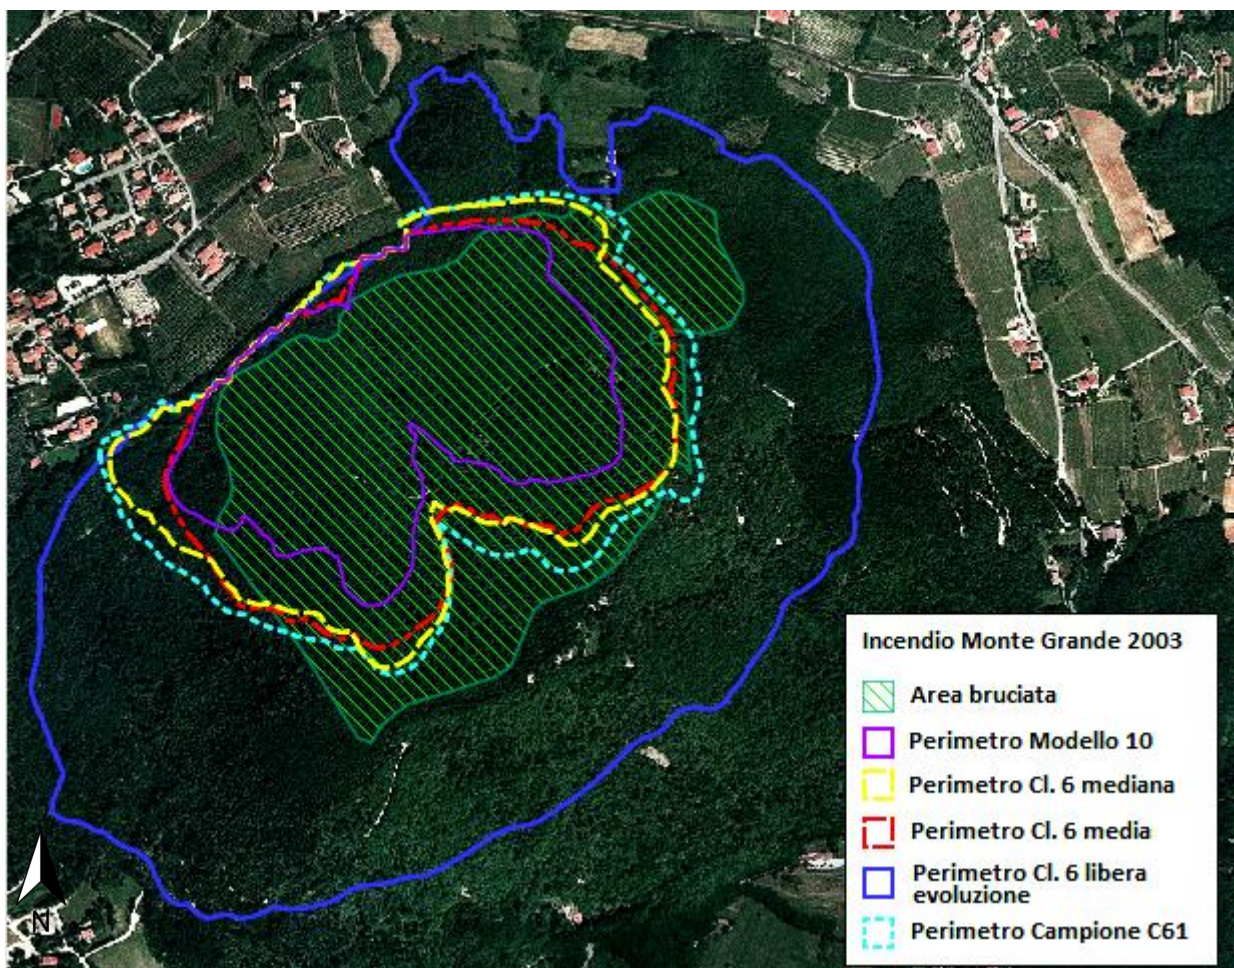 Incendio Monte Grande 2003
Area bruciata
Perimetro Modello 10
Perimetro Cl. 6 mediana
Perimetro Cl. 6 media
Perimetro Cl. 6 libera
evoluzione
Perimetro Campione C61
N